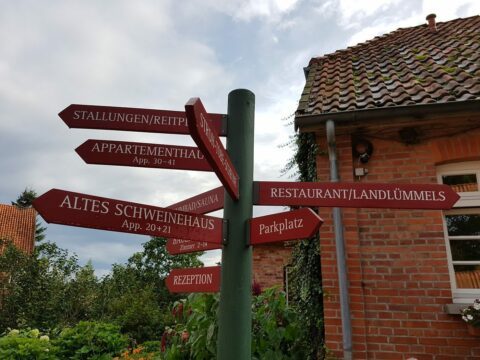 STALLUNGEN/REITP
APPARTEMENTHAU
App. 30-41
ALTES SCHWEINEHAUS
App. 20+21
RESTAURANT/LANDLÜMMELS
Parkplatz
REZEPTION